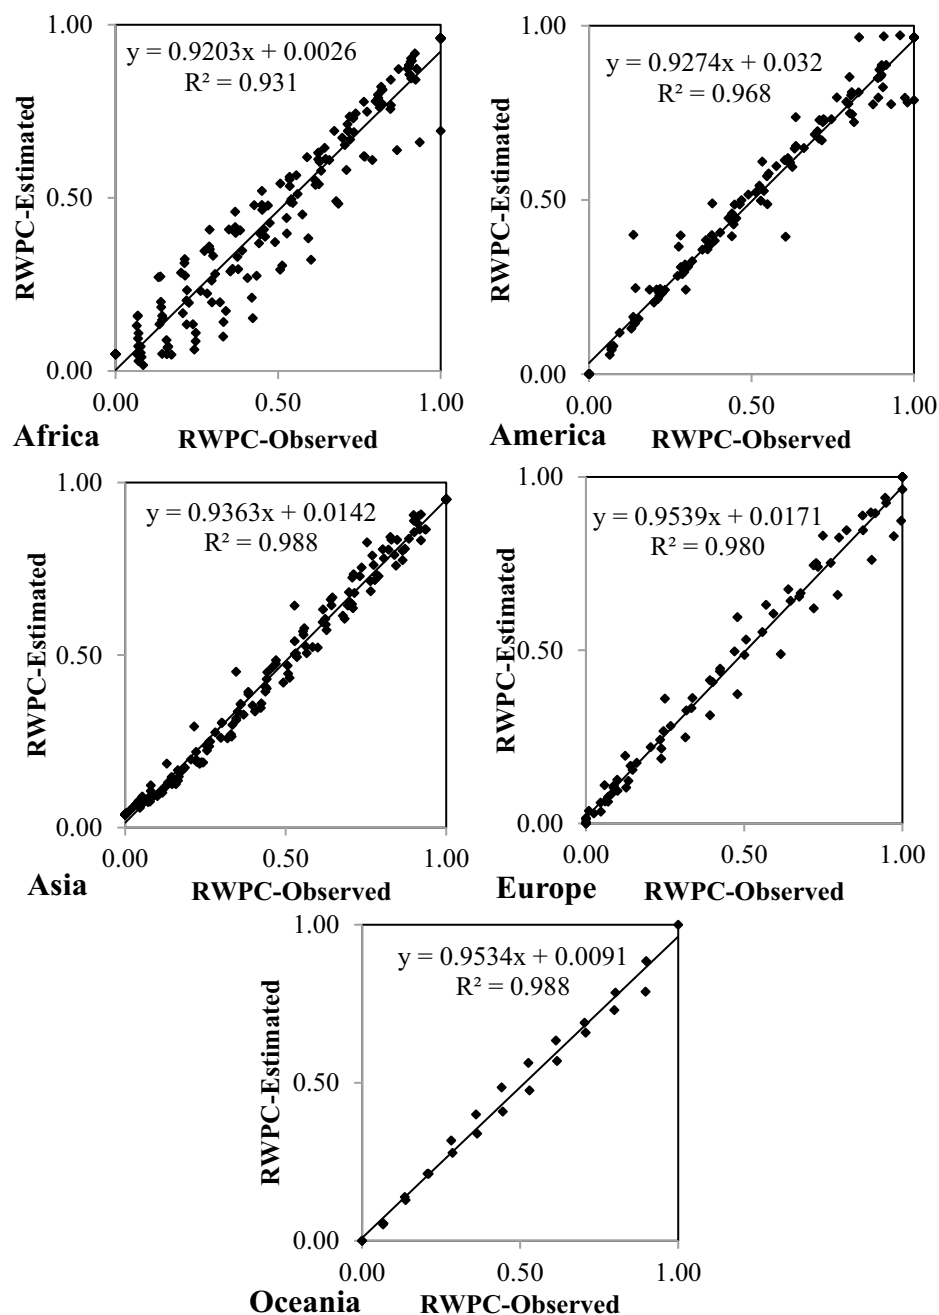 1.00
y = 0.9203x + 0.0026
R² = 0.931
RWPC-Estimated
0.50
0.00
0.00 0.50 1.00
Africa RWPC-Observed
1.00
y = 0.9274x + 0.032
R² = 0.968
RWPC-Estimated
0.50
0.00
0.00 0.50 1.00
America RWPC-Observed
1.00
y = 0.9363x + 0.0142
R² = 0.988
RWPC-Estimated
0.50
0.00
0.00 0.50 1.00
Asia RWPC-Observed
1.00
y = 0.9539x + 0.0171
R² = 0.980
RWPC-Estimated
0.50
0.00
0.00 0.50 1.00
Europe RWPC-Observed
1.00
y = 0.9534x + 0.0091
R² = 0.988
RWPC-Estimated
0.50
0.00
0.00 0.50 1.00
Oceania RWPC-Observed